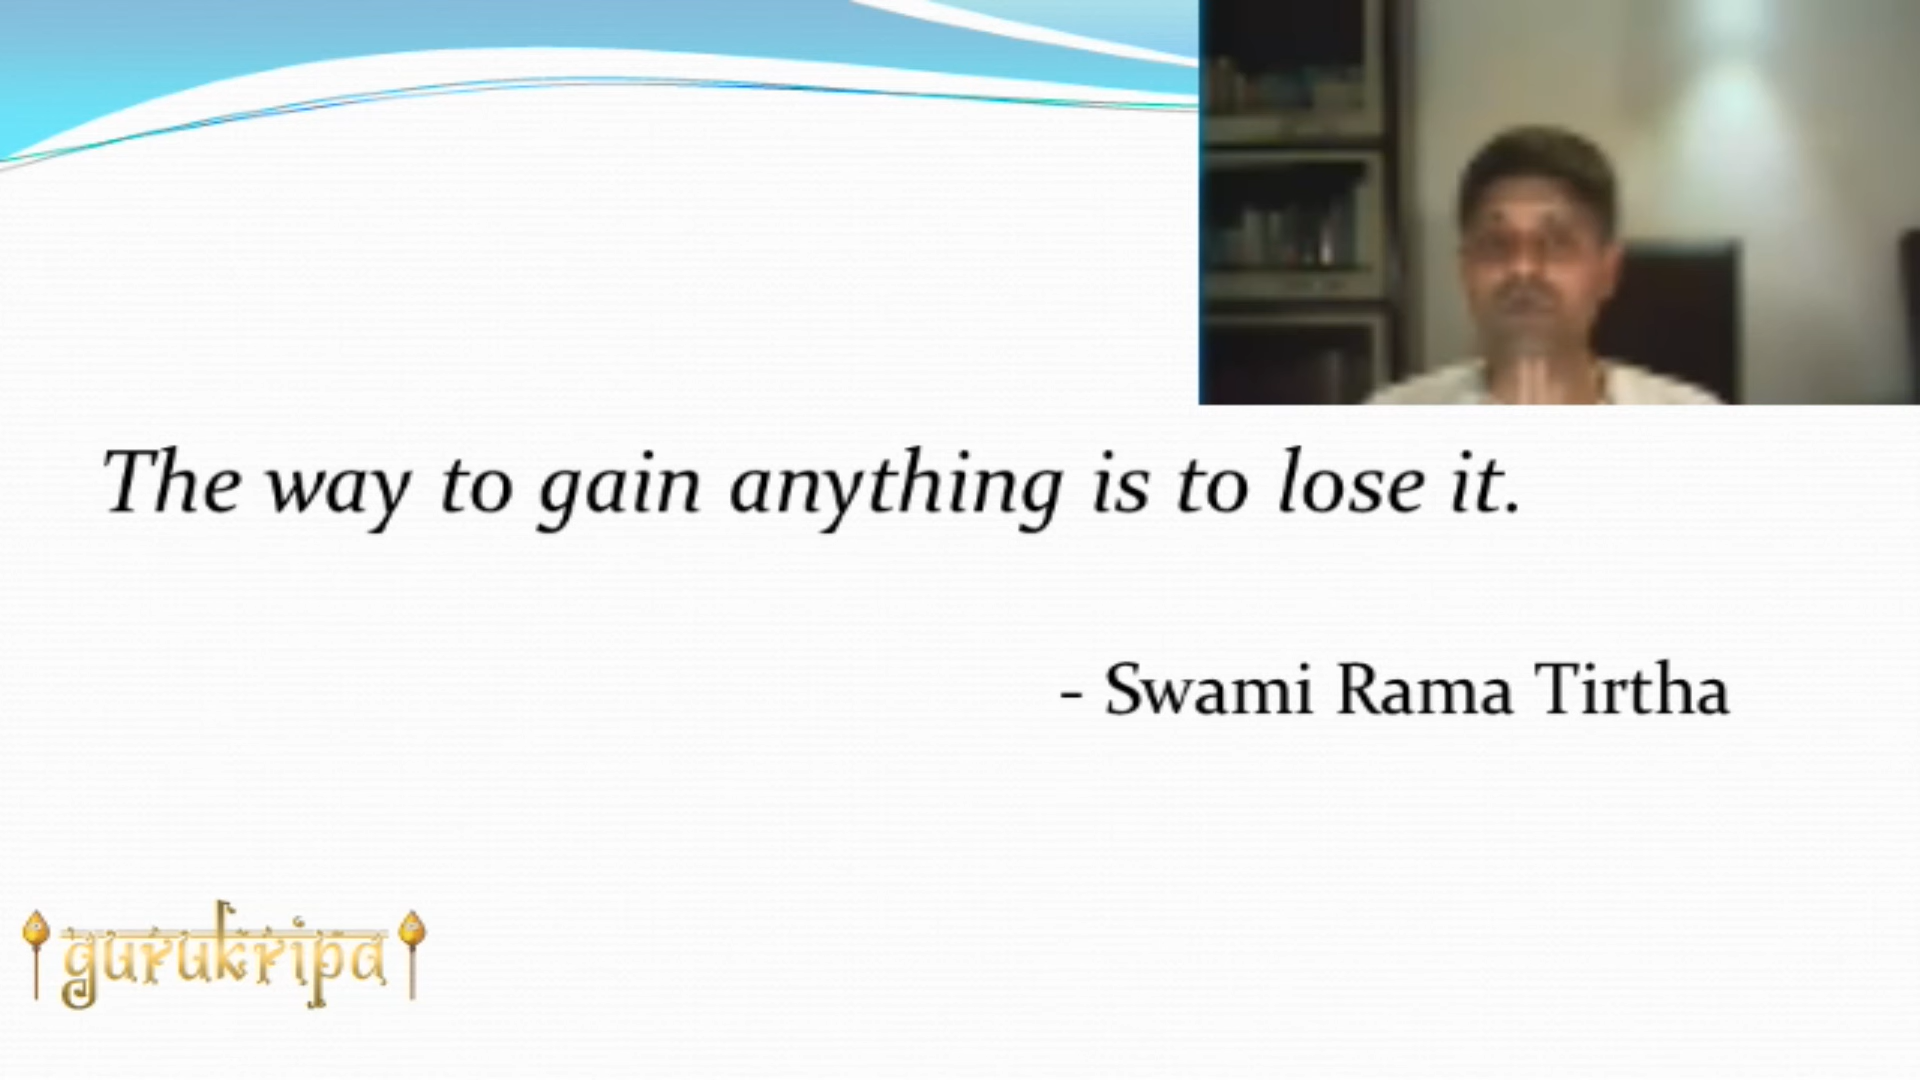 The way to gain anything is to lose it.
- Swami Rama Tirtha
gurukripa